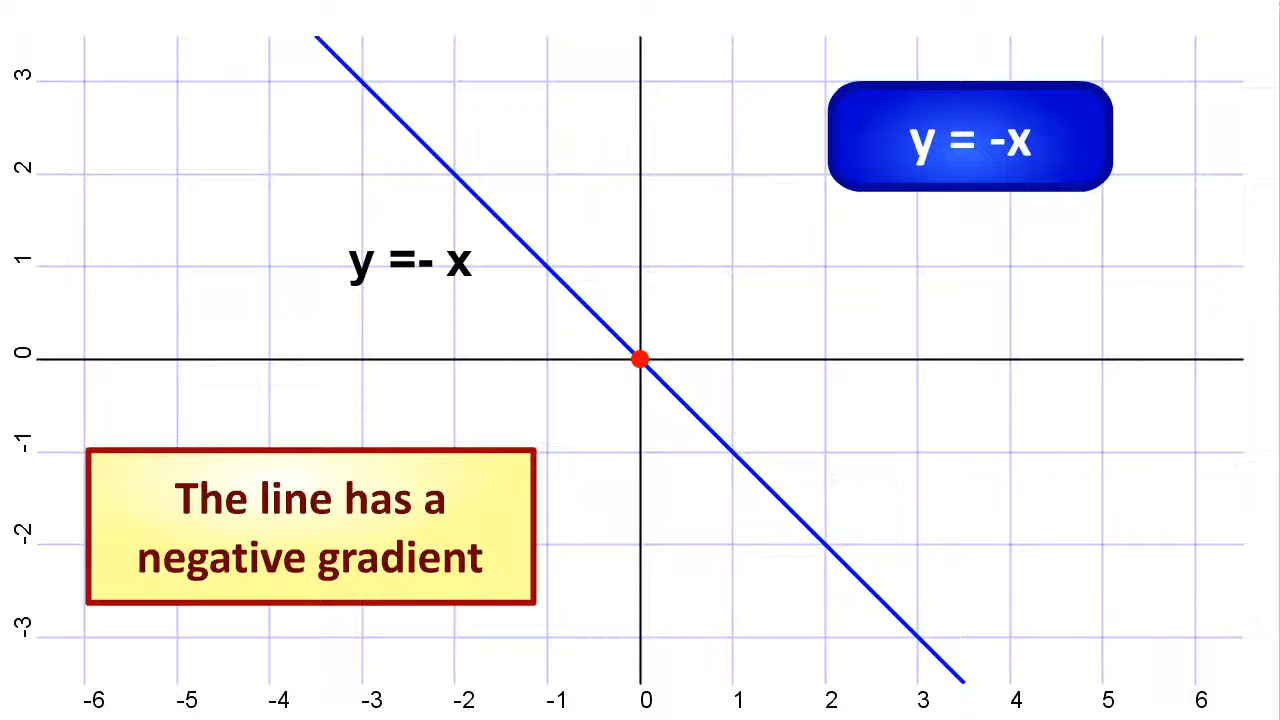 3
2
1
0
-1
-2
-3
y = -x
y =- x
The line has a
negative gradient
-6 -5 -4 -3 -2 -1 0 1 2 3 4 5 6